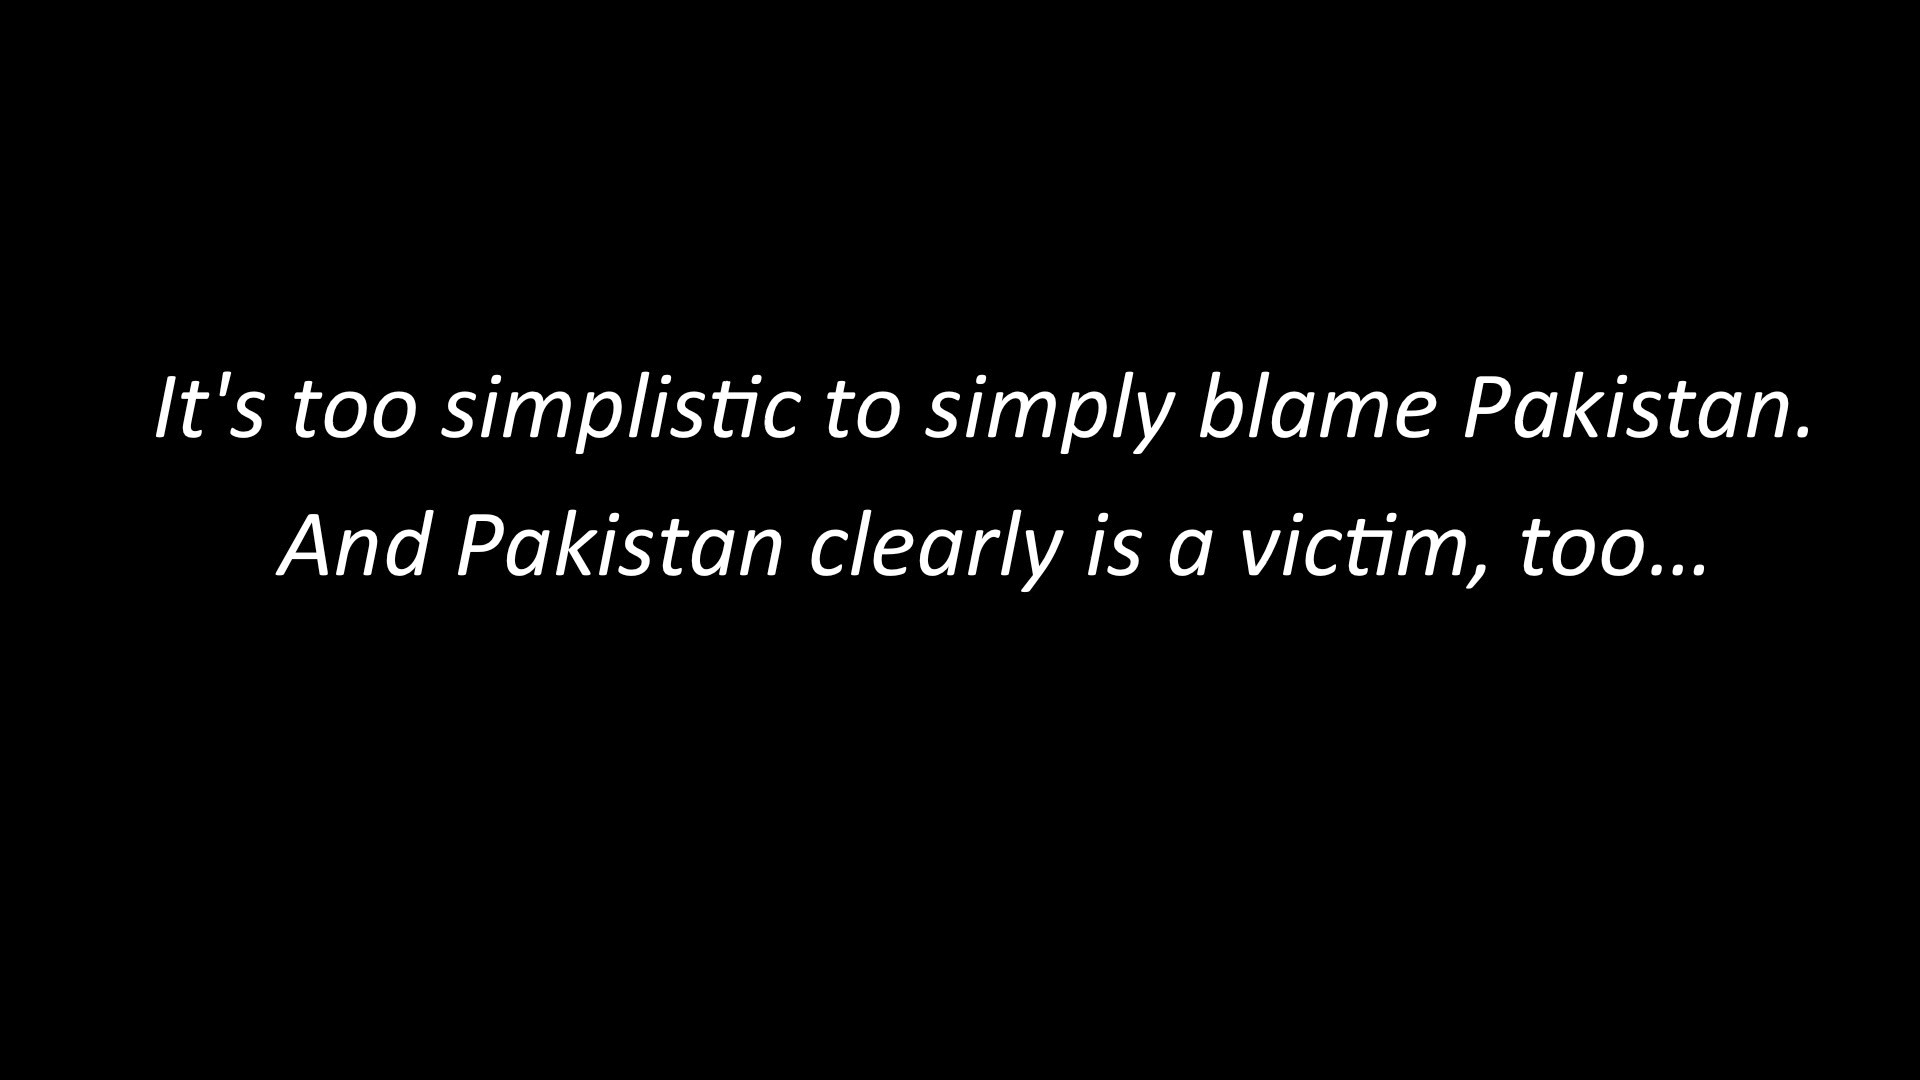 It's too simplistic to simply blame Pakistan.
And Pakistan clearly is a victim, too...